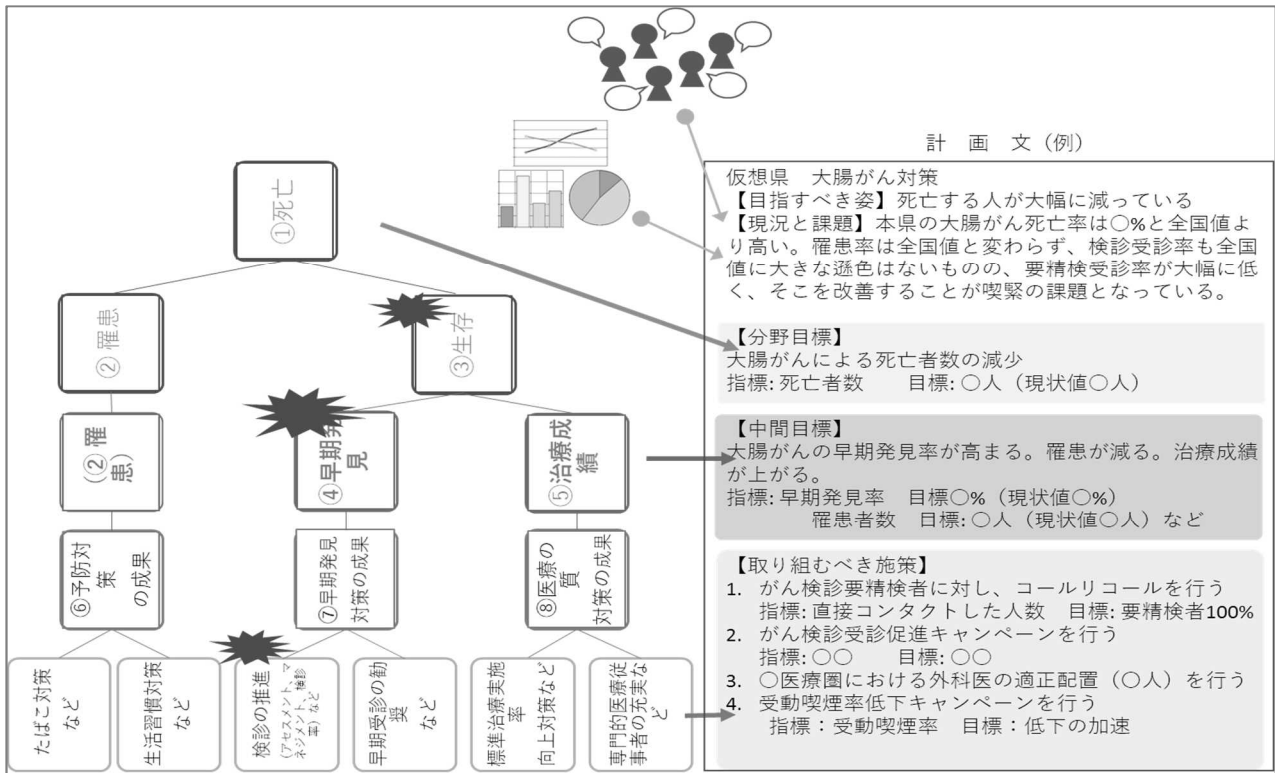 計 画 文（例）
仮想県 大腸がん対策
【目指すべき姿】死亡する人が大幅に減っている
【現況と課題】本県の大腸がん死亡率は○%と全国値よ
り高い。罹患率は全国値と変わらず、検診受診率も全国
値に大きな遜色はないものの、要精検受診率が大幅に低
く、そこを改善することが喫緊の課題となっている。
【分野目標】
大腸がんによる死亡者数の減少
指標: 死亡者数 目標: ○人（現状値○人）
【中間目標】
大腸がんの早期発見率が高まる。罹患が減る。治療成績
が上がる。
指標: 早期発見率 目標○%（現状値○%）
罹患者数 目標: ○人（現状値○人）など
【取り組むべき施策】
1. がん検診要精検者に対し、コールリコールを行う
指標: 直接コンタクトした人数 目標: 要精検者100%
2. がん検診受診促進キャンペーンを行う
指標: ○○ 目標: ○○
3. ○医療圏における外科医の適正配置（○人）を行う
4. 受動喫煙率低下キャンペーンを行う
指標：受動喫煙率 目標：低下の加速
①死亡
②罹患
③生存
(②罹
患)
④早期発
見
⑤治療成
績
⑥予防対
策
の成果
⑦早期発見
対策の成果
⑧医療の
質
対策の成果
たばこ対策
など
生活習慣対策
など
検診の推進
(アセスメント、マ
ネジメント、検診
率) など
早期受診の勧
奨
など
標準治療実施
率
向上対策など
専門的医療従
事者の充実な
ど